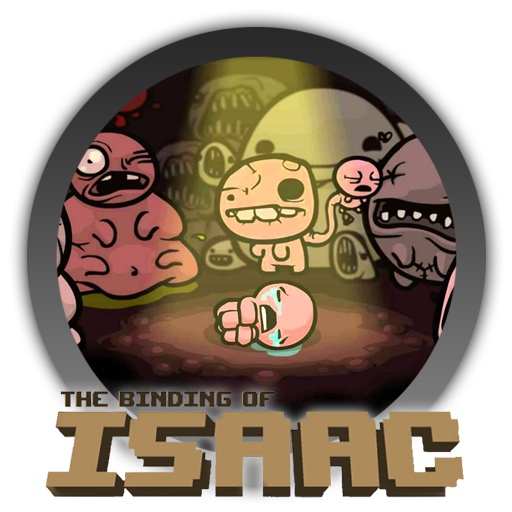 THE BINDING OF
ISAAC